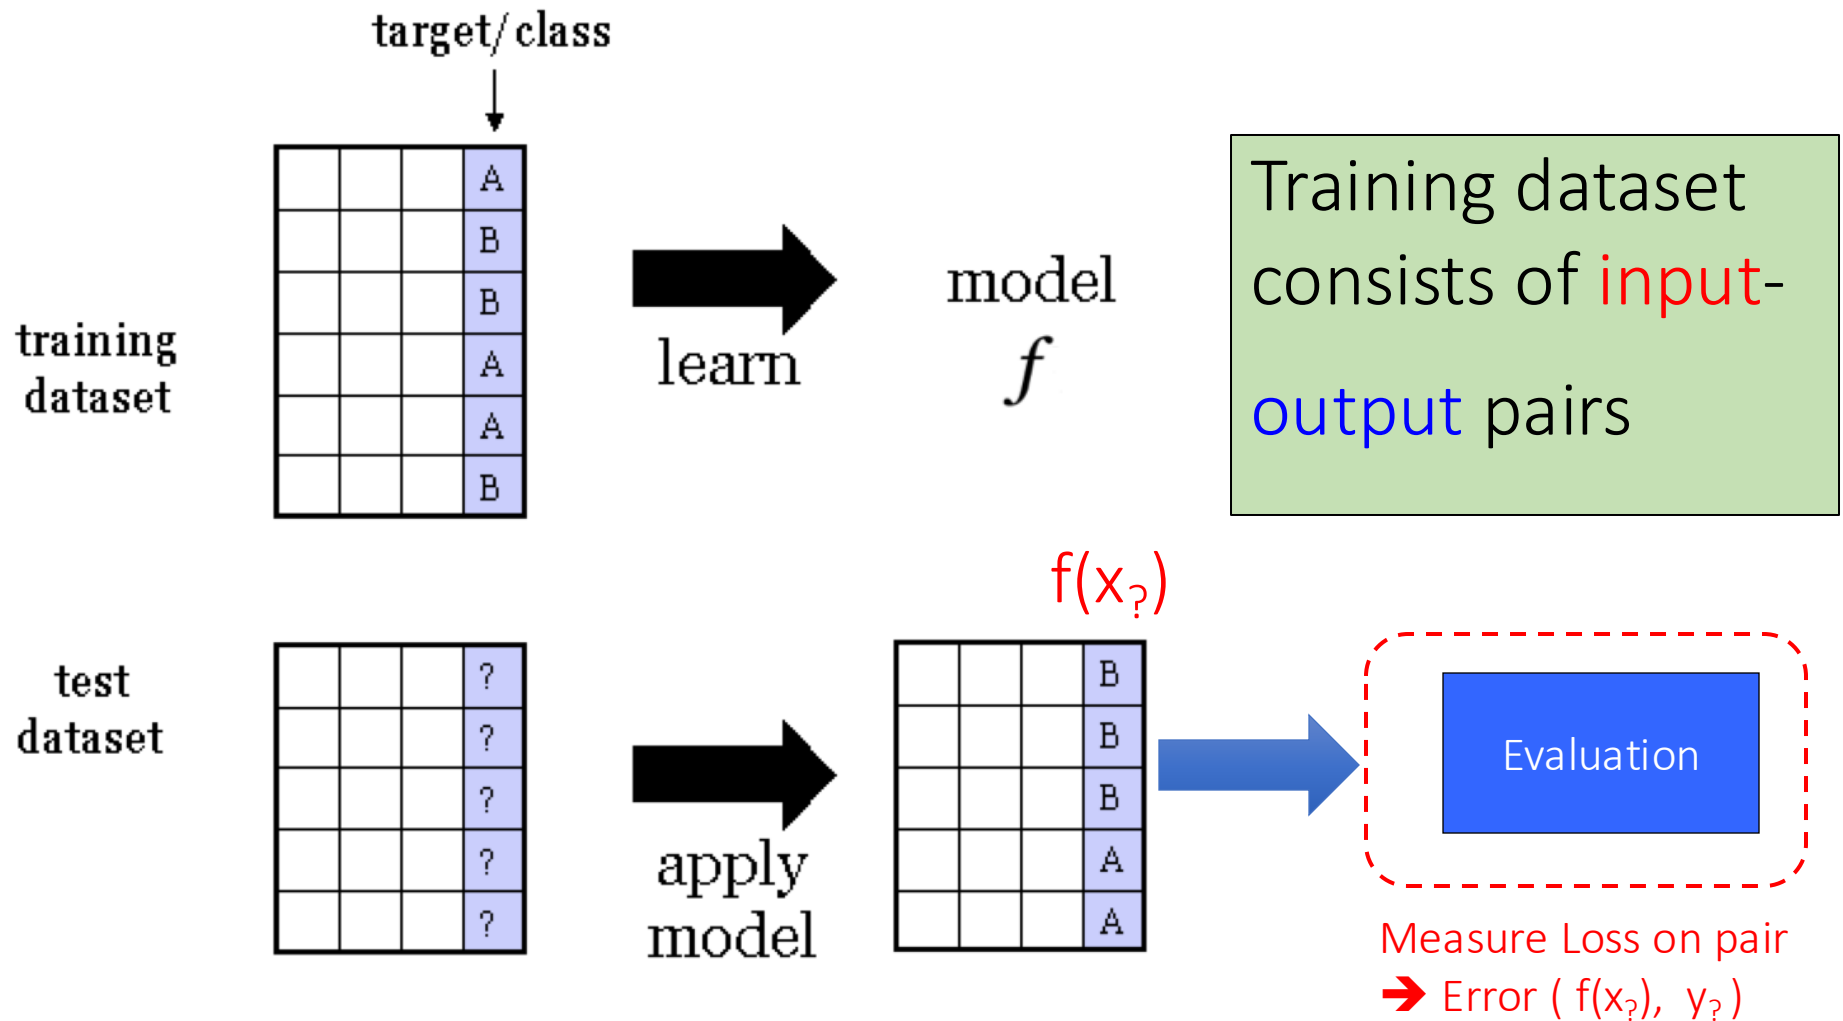 target/class
A
B
B
A
A
B
training
dataset
learn
model
f
Training dataset
consists of input-
output pairs
f(x?)
test
dataset
?
?
?
?
?
apply
model
B
B
B
A
A
Evaluation
Measure Loss on pair
➔ Error ( f(x?), y? )